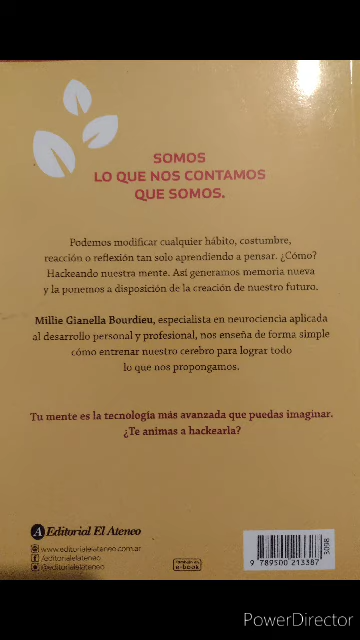 SOMOS
LO QUE NOS CONTAMOS
QUE SOMOS.
Podemos modificar cualquier hábito, costumbre,
reacción o reflexión tan solo aprendiendo a pensar. ¿Cómo?
Hackeando nuestra mente. Así generamos memoria nueva
y la ponemos a disposición de la creación de nuestro futuro.
Millie Gianella Bourdieu, especialista en neurociencia aplicada
al desarrollo personal y profesional, nos enseña de forma simple
cómo entrenar nuestro cerebro para lograr todo
lo que nos propongamos.
Tu mente es la tecnología más avanzada que puedas imaginar.
¿Te animas a hackearla?
A Editorial El Ateneo
www.editorialelateneo.com.ar
/editorialelateneo
@editorialelateneo
también en
e-book
9 789500 213387
PowerDirector